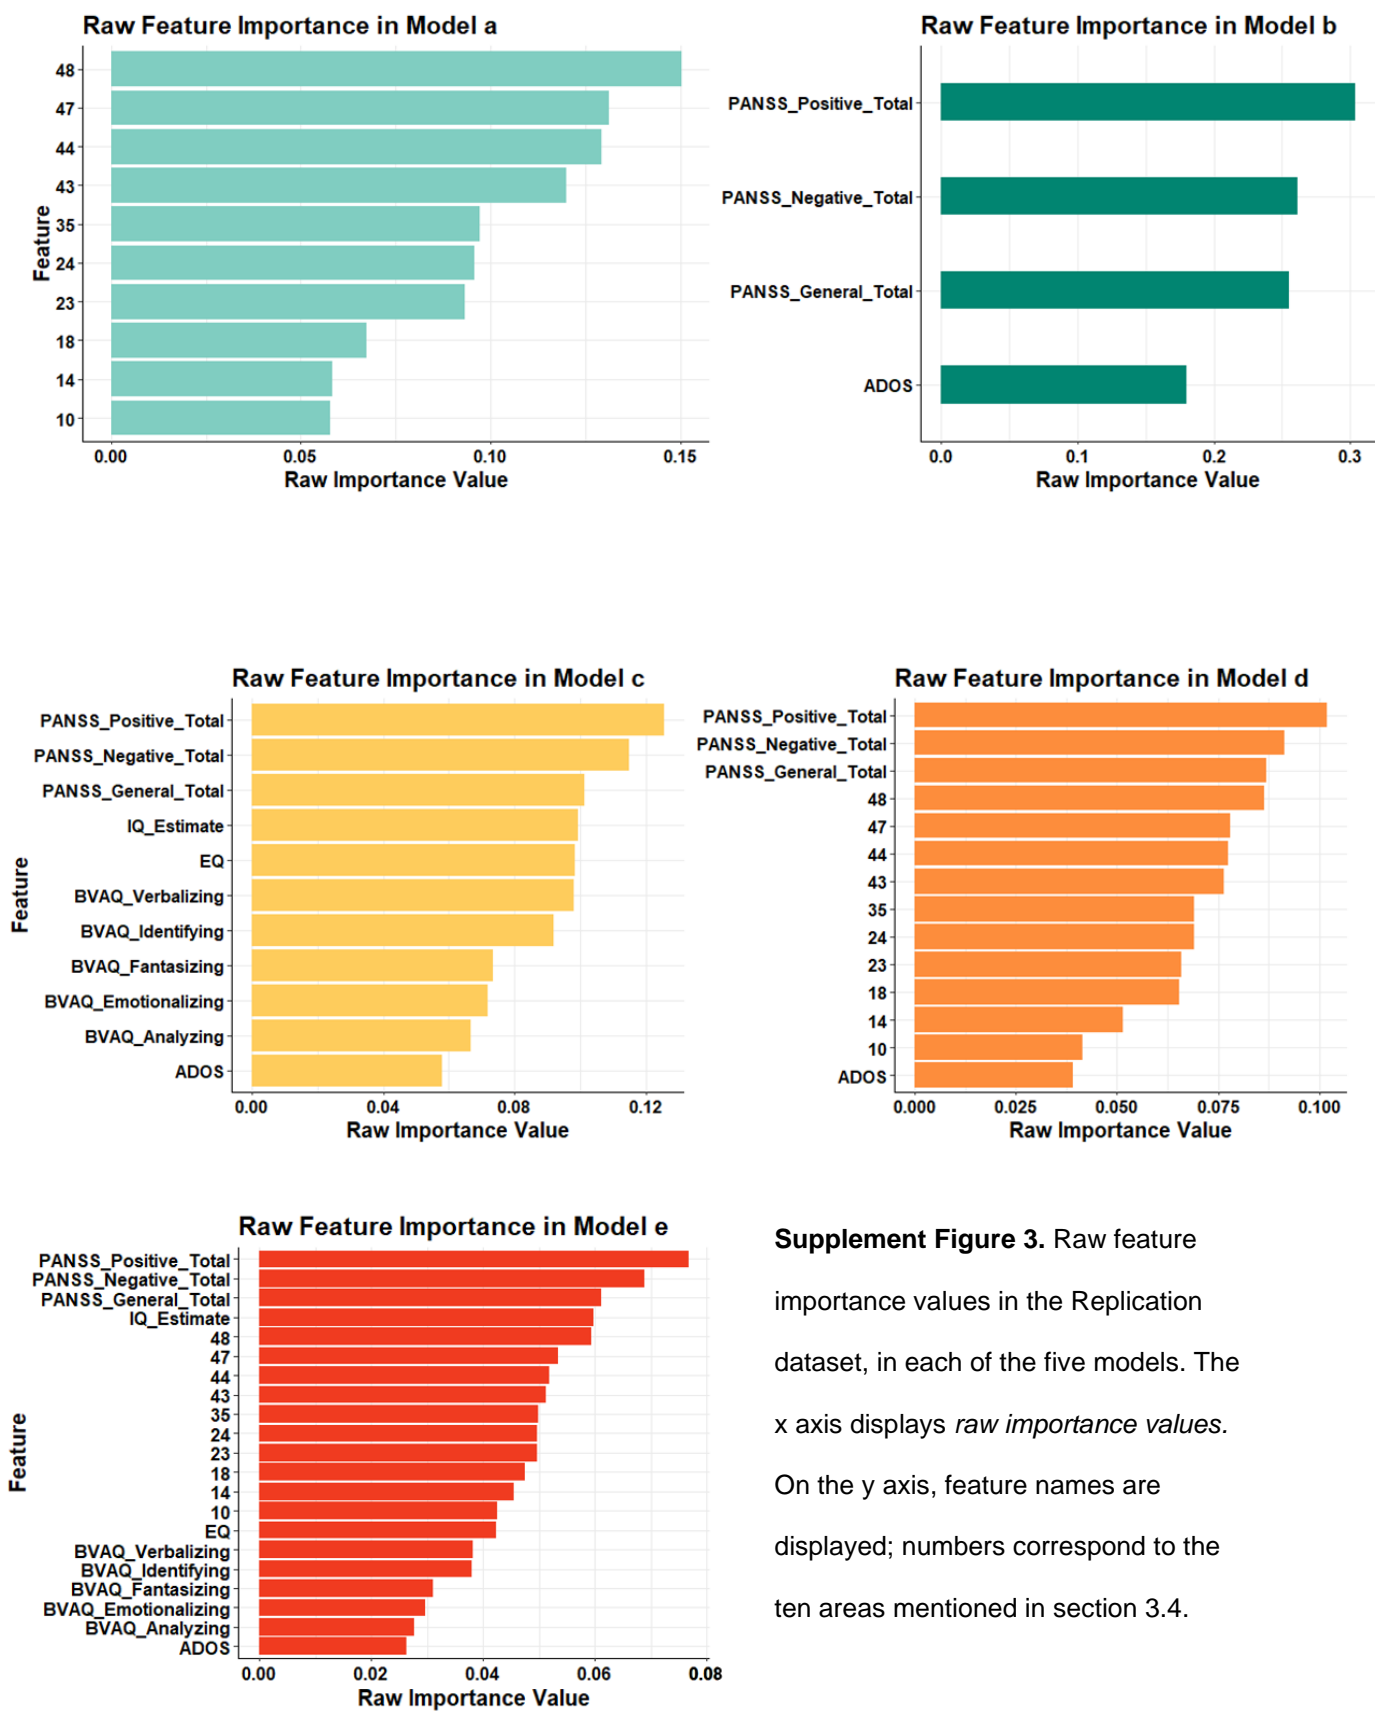 Raw Feature Importance in Model a
Feature
48
47
44
43
35
24
23
18
14
10
0.00 0.05 0.10 0.15
Raw Importance Value
Raw Feature Importance in Model b
PANSS_Positive_Total
PANSS_Negative_Total
PANSS_General_Total
ADOS
0.0 0.1 0.2 0.3
Raw Importance Value
Raw Feature Importance in Model c
Feature
PANSS_Positive_Total
PANSS_Negative_Total
PANSS_General_Total
IQ_Estimate
EQ
BVAQ_Verbalizing
BVAQ_Identifying
BVAQ_Fantasizing
BVAQ_Emotionalizing
BVAQ_Analyzing
ADOS
0.00 0.04 0.08 0.12
Raw Importance Value
Raw Feature Importance in Model d
PANSS_Positive_Total
PANSS_Negative_Total
PANSS_General_Total
48
47
44
43
35
24
23
18
14
10
ADOS
0.000 0.025 0.050 0.075 0.100
Raw Importance Value
Raw Feature Importance in Model e
Feature
PANSS_Positive_Total
PANSS_Negative_Total
PANSS_General_Total
IQ_Estimate
48
47
44
43
35
24
23
18
14
10
EQ
BVAQ_Verbalizing
BVAQ_Identifying
BVAQ_Fantasizing
BVAQ_Emotionalizing
BVAQ_Analyzing
ADOS
0.00 0.02 0.04 0.06 0.08
Raw Importance Value
Supplement Figure 3. Raw feature
importance values in the Replication
dataset, in each of the five models. The
x axis displays raw importance values.
On the y axis, feature names are
displayed; numbers correspond to the
ten areas mentioned in section 3.4.